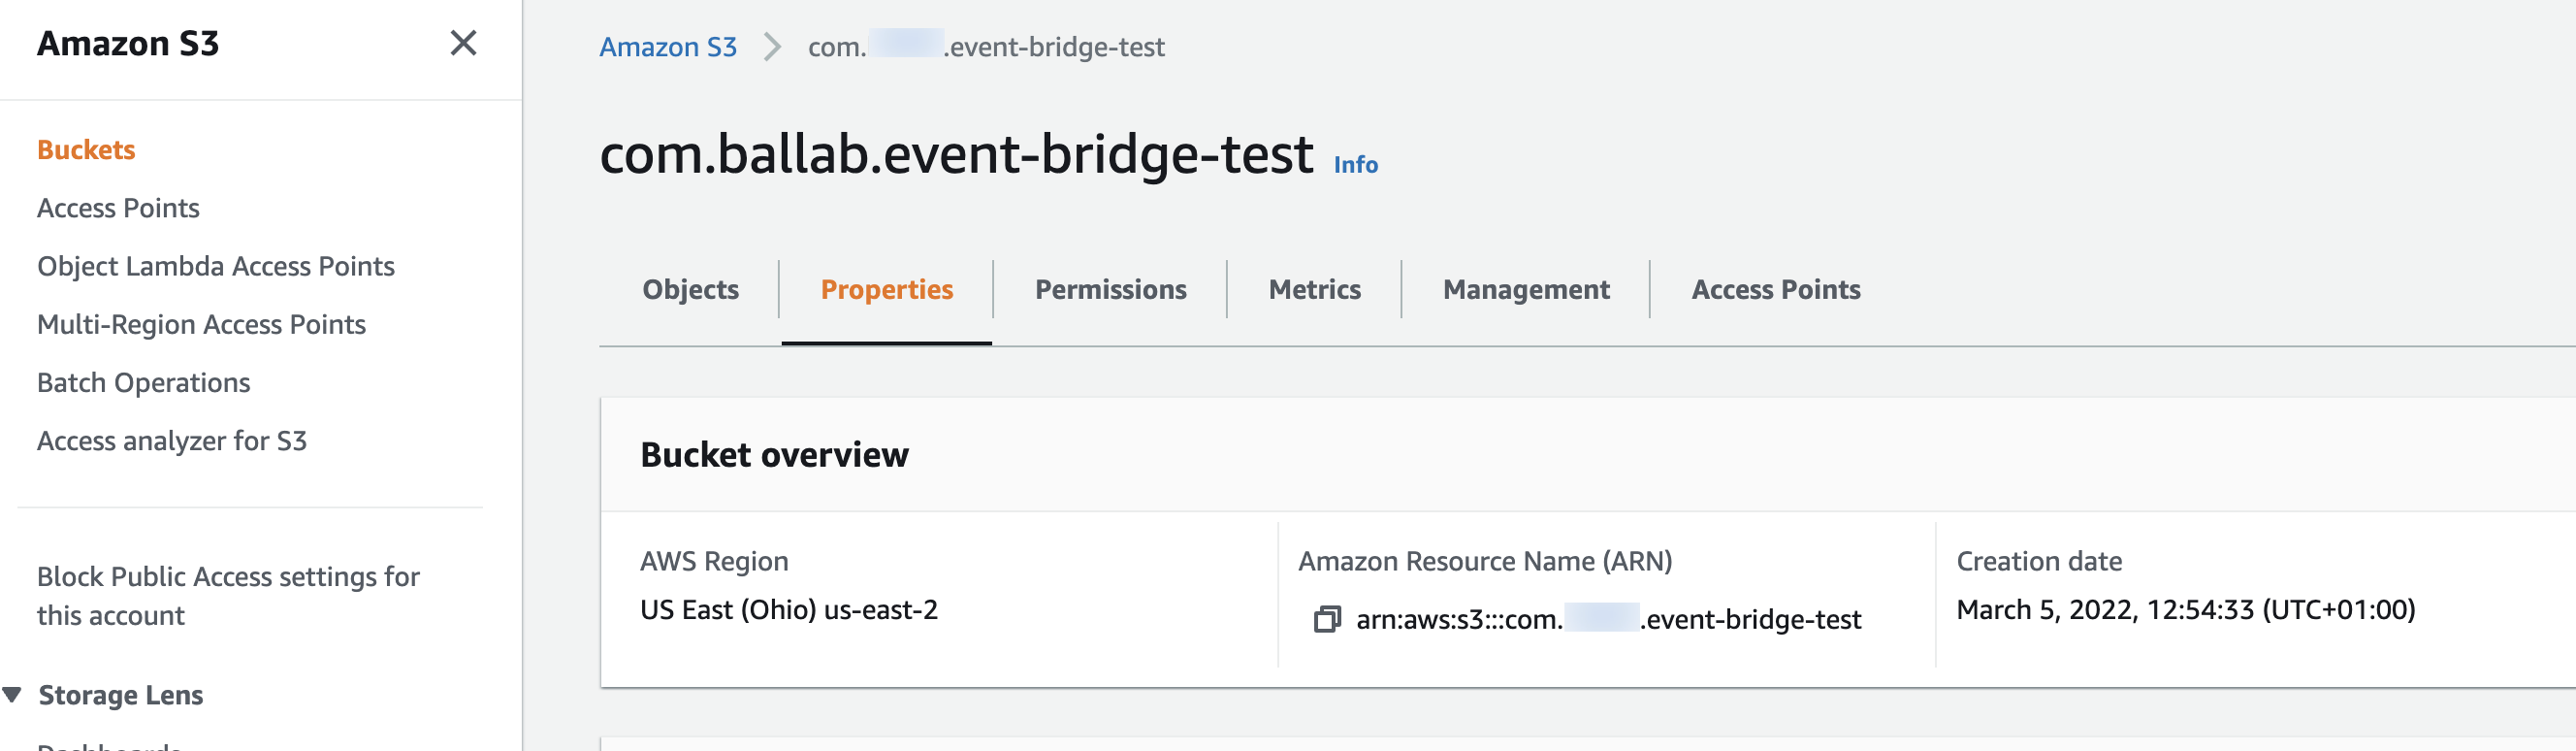 Amazon S3
Buckets
Access Points
Object Lambda Access Points
Multi-Region Access Points
Batch Operations
Access analyzer for S3
Block Public Access settings for
this account
Storage Lens
Dashboards
Amazon S3 com. .event-bridge-test
com.ballab.event-bridge-test Info
Objects Properties Permissions Metrics Management Access Points
Bucket overview
AWS Region
US East (Ohio) us-east-2
Amazon Resource Name (ARN)
arn:aws:s3:::com. .event-bridge-test
Creation date
March 5, 2022, 12:54:33 (UTC+01:00)